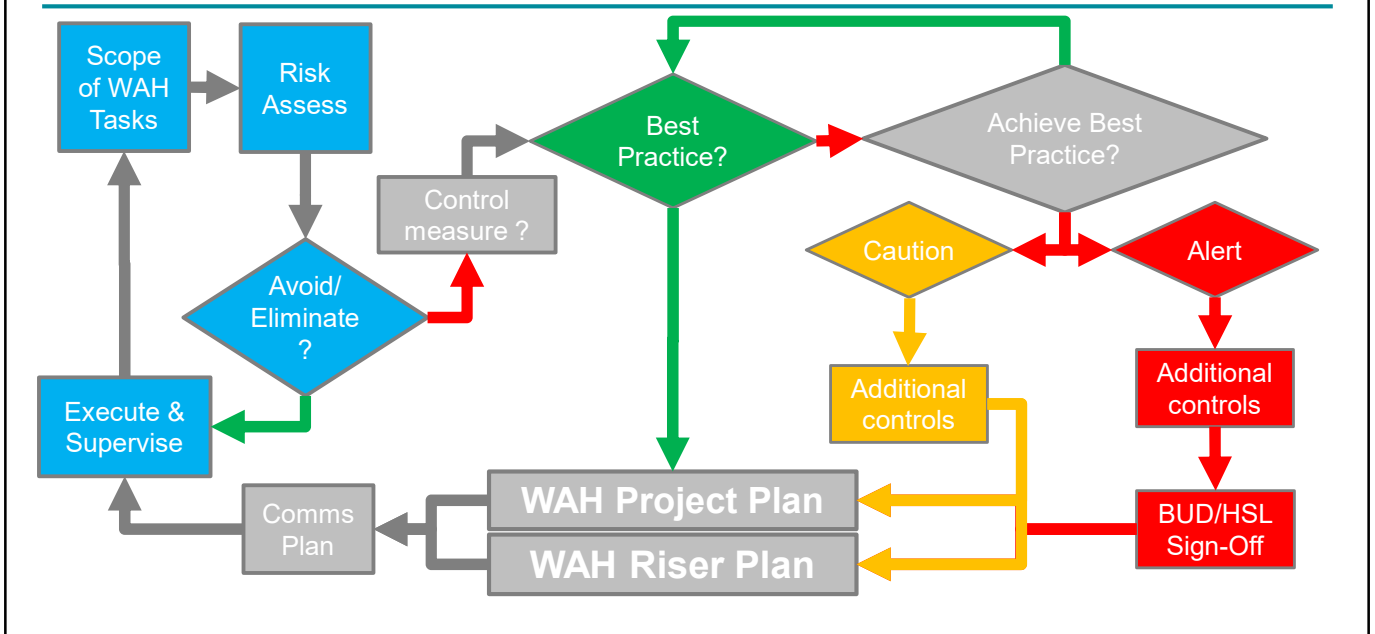 Scope
of WAH
Tasks
Risk
Assess
Best
Practice?
Achieve Best
Practice?
Control
measure ?
Caution
Alert
Avoid/
Eliminate
?
Additional
controls
Additional
controls
Execute &
Supervise
WAH Project Plan
WAH Riser Plan
Comms
Plan
BUD/HSL
Sign-Off